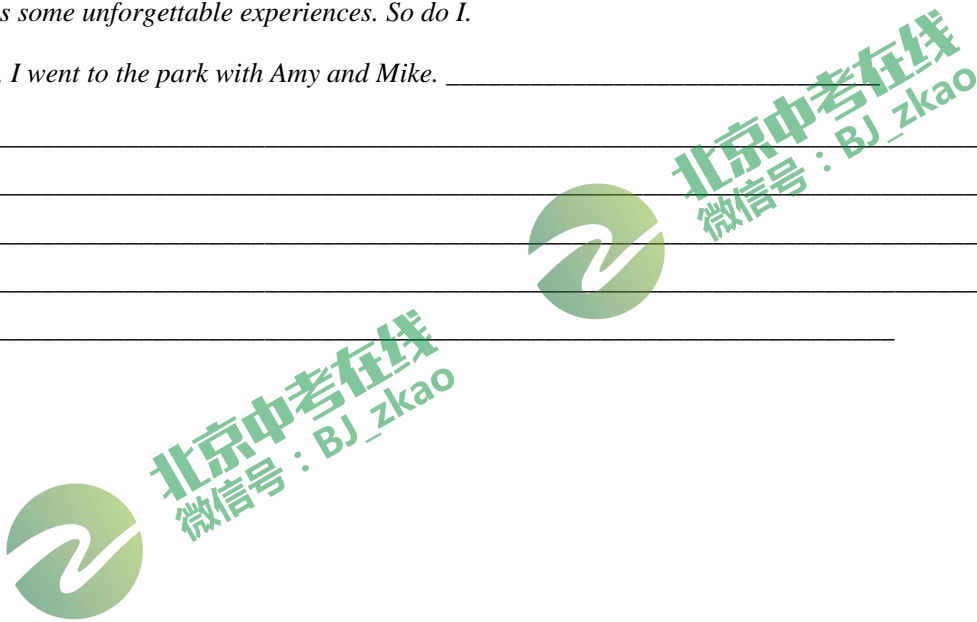 s some unforgettable experiences. So do I.
, I went to the park with Amy and Mike.
北京中考在线
微信号：BJ_zkao
北京中考在线
微信号：BJ_zkao